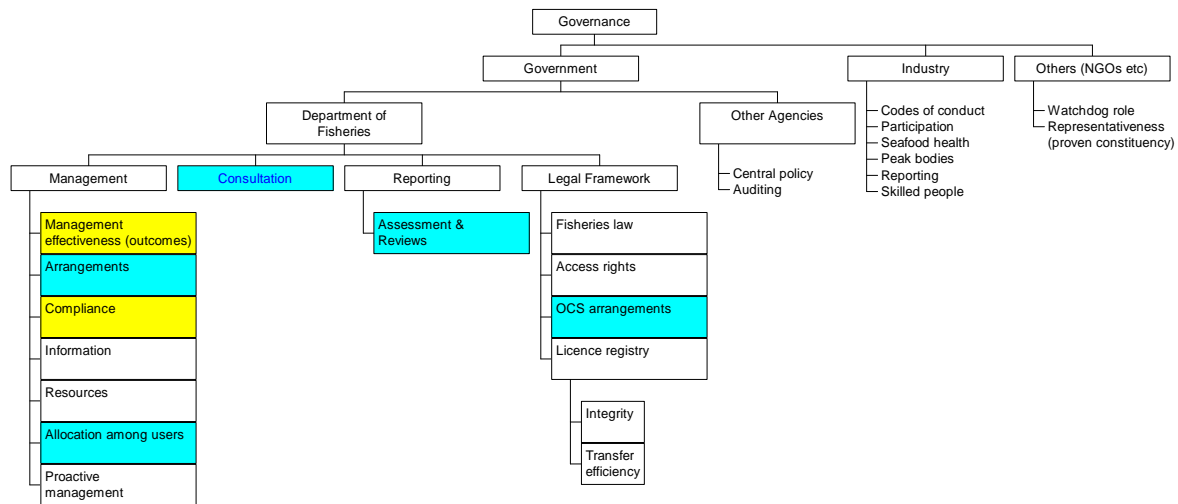 Governance
Government
Industry
Others (NGOs etc)
Department of
Fisheries
Other Agencies
Codes of conduct
Participation
Seafood health
Peak bodies
Reporting
Skilled people
Watchdog role
Representativeness
(proven constituency)
Central policy
Auditing
Management
Consultation
Reporting
Legal Framework
Management
effectiveness (outcomes)
Arrangements
Compliance
Information
Resources
Allocation among users
Proactive
management
Assessment &
Reviews
Fisheries law
Access rights
OCS arrangements
Licence registry
Integrity
Transfer
efficiency